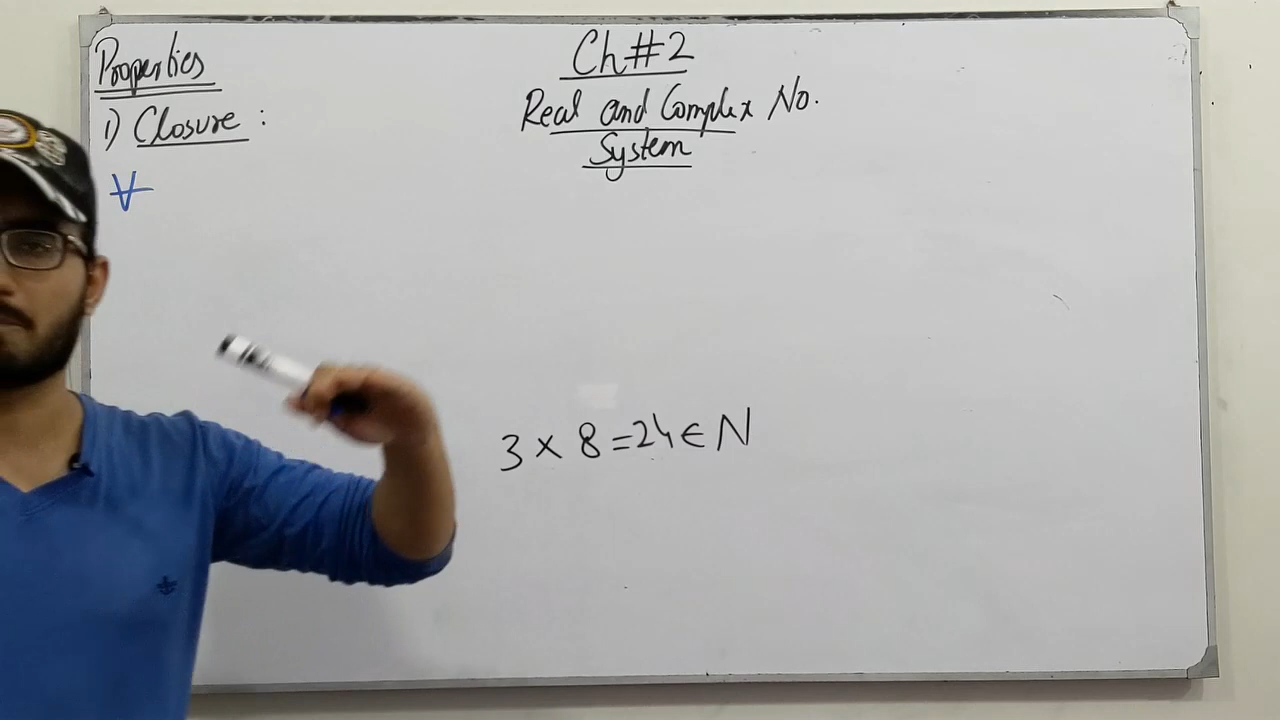 Properties
1) Closure :
∀
Ch#2
Real and Complex No.
System
3 × 8 = 24 ∈ N